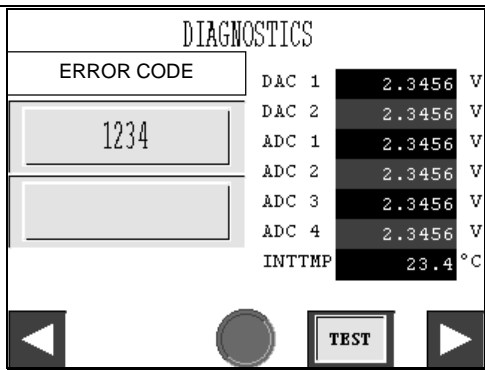 DIAGNOSTICS
ERROR CODE
1234
DAC 1 2.3456 V
DAC 2 2.3456 V
ADC 1 2.3456 V
ADC 2 2.3456 V
ADC 3 2.3456 V
ADC 4 2.3456 V
INTTMP 23.4 °C
TEST